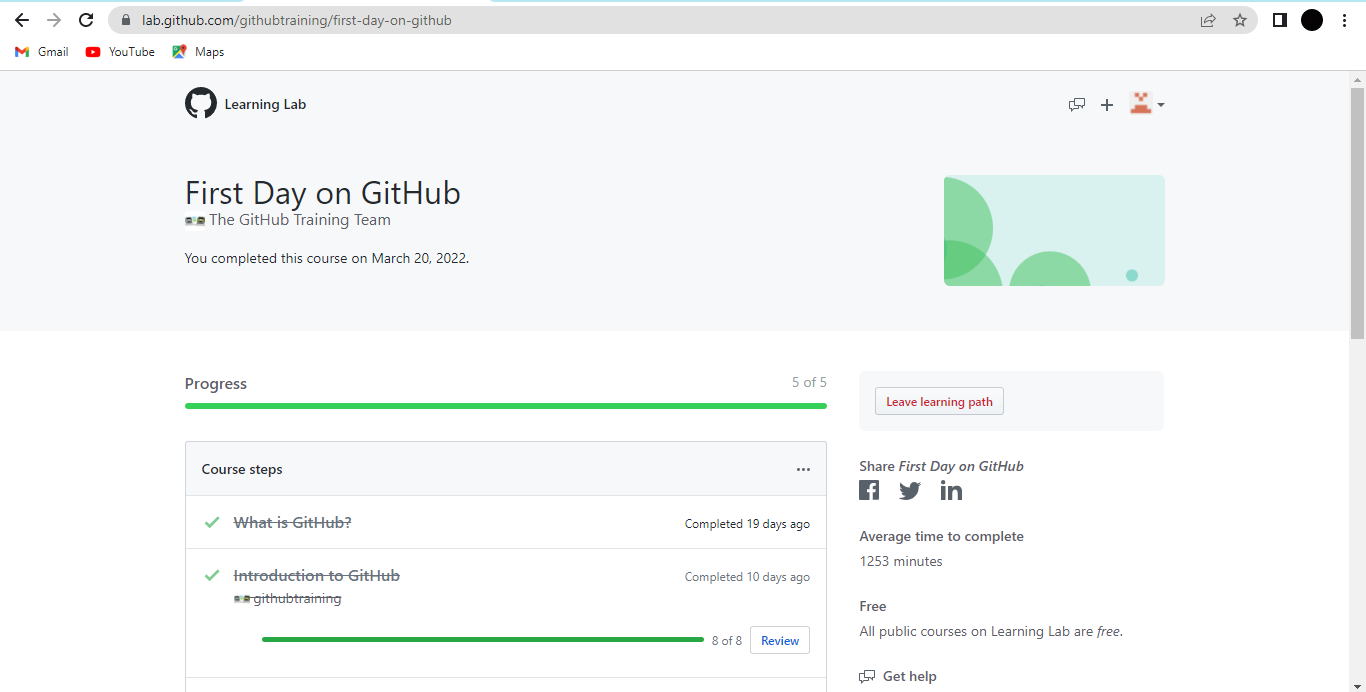 lab.github.com/githubtraining/first-day-on-github
Gmail YouTube Maps
Learning Lab
First Day on GitHub
The GitHub Training Team
You completed this course on March 20, 2022.
Progress 5 of 5
Course steps
What is GitHub? Completed 19 days ago
Introduction to GitHub Completed 10 days ago
githubtraining
8 of 8 Review
Leave learning path
Share First Day on GitHub
Average time to complete
1253 minutes
Free
All public courses on Learning Lab are free.
Get help